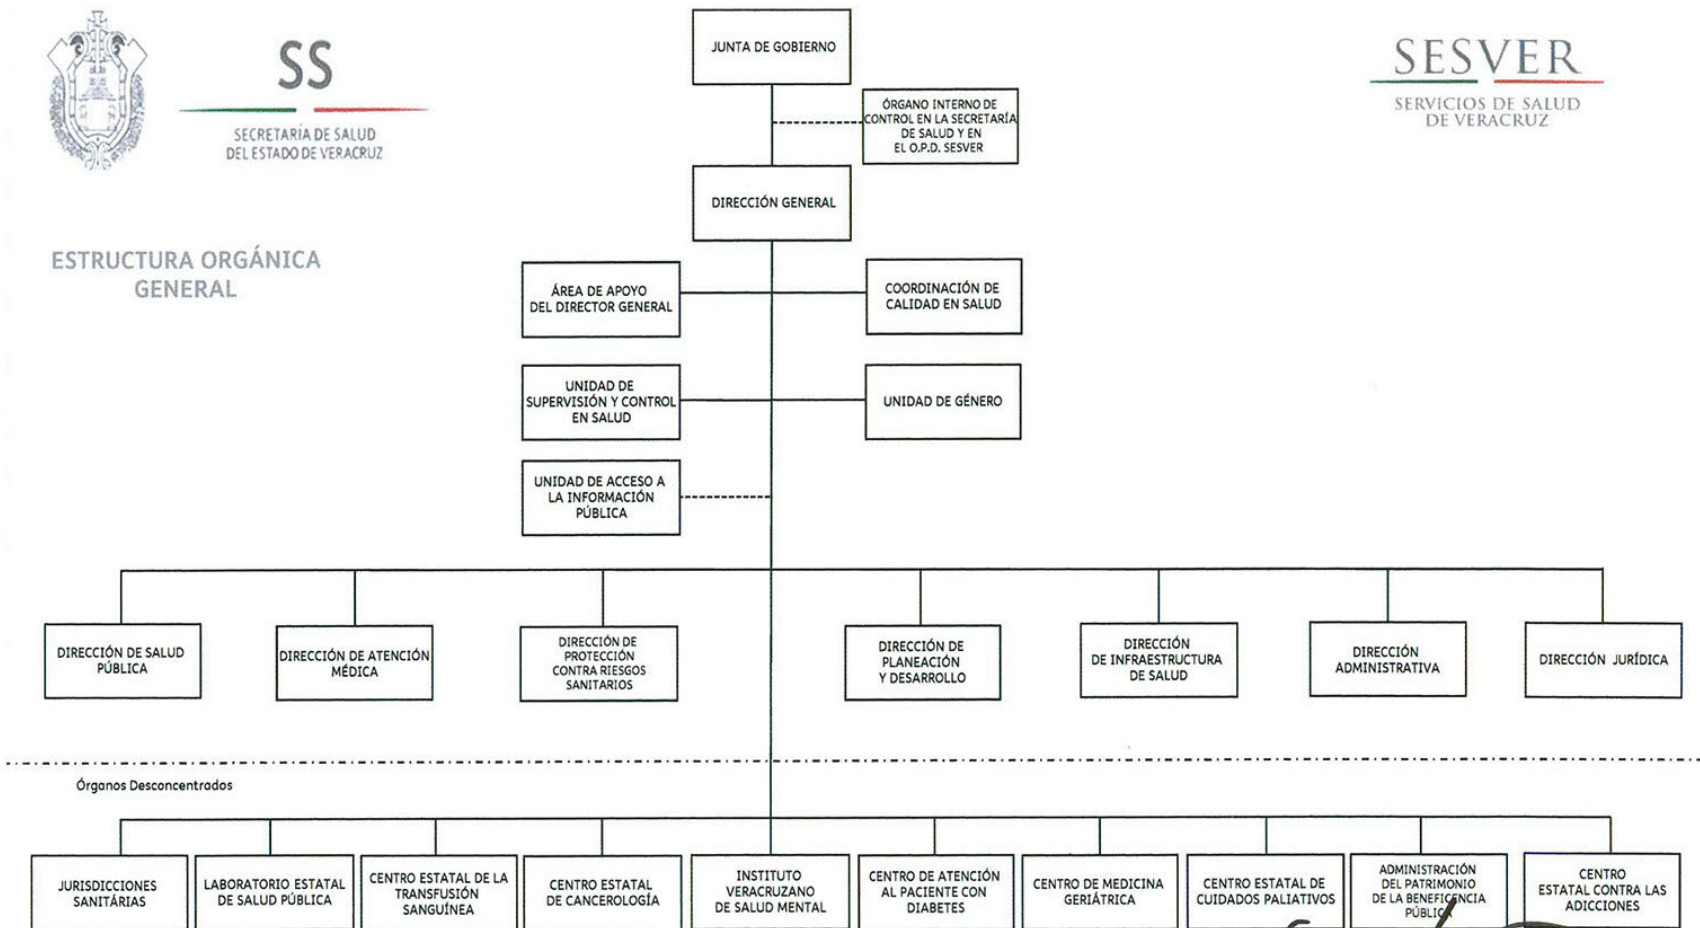 JUNTA DE GOBIERNO
SS
SECRETARÍA DE SALUD
DEL ESTADO DE VERACRUZ
SESVER
SERVICIOS DE SALUD
DE VERACRUZ
ÓRGANO INTERNO DE
CONTROL EN LA SECRETARÍA
DE SALUD Y EN
EL O.P.D. SESVER
DIRECCIÓN GENERAL
ESTRUCTURA ORGÁNICA
GENERAL
ÁREA DE APOYO
DEL DIRECTOR GENERAL
COORDINACIÓN DE
CALIDAD EN SALUD
UNIDAD DE
SUPERVISIÓN Y CONTROL
EN SALUD
UNIDAD DE GÉNERO
UNIDAD DE ACCESO A
LA INFORMACIÓN
PÚBLICA
DIRECCIÓN DE SALUD
PÚBLICA
DIRECCIÓN DE ATENCIÓN
MÉDICA
DIRECCIÓN DE
PROTECCIÓN
CONTRA RIESGOS
SANITARIOS
DIRECCIÓN DE
PLANEACIÓN
Y DESARROLLO
DIRECCIÓN
DE INFRAESTRUCTURA
DE SALUD
DIRECCIÓN
ADMINISTRATIVA
DIRECCIÓN JURÍDICA
Órganos Desconcentrados
JURISDICCIONES
SANITÁRIAS
LABORATORIO ESTATAL
DE SALUD PÚBLICA
CENTRO ESTATAL DE LA
TRANSFUSIÓN
SANGUÍNEA
CENTRO ESTATAL
DE CANCEROLOGÍA
INSTITUTO
VERACRUZANO
DE SALUD MENTAL
CENTRO DE ATENCIÓN
AL PACIENTE CON
DIABETES
CENTRO DE MEDICINA
GERIÁTRICA
CENTRO ESTATAL DE
CUIDADOS PALIATIVOS
ADMINISTRACIÓN
DEL PATRIMONIO
DE LA BENEFICENCIA
PÚBLICA
CENTRO
ESTATAL CONTRA LAS
ADICCIONES